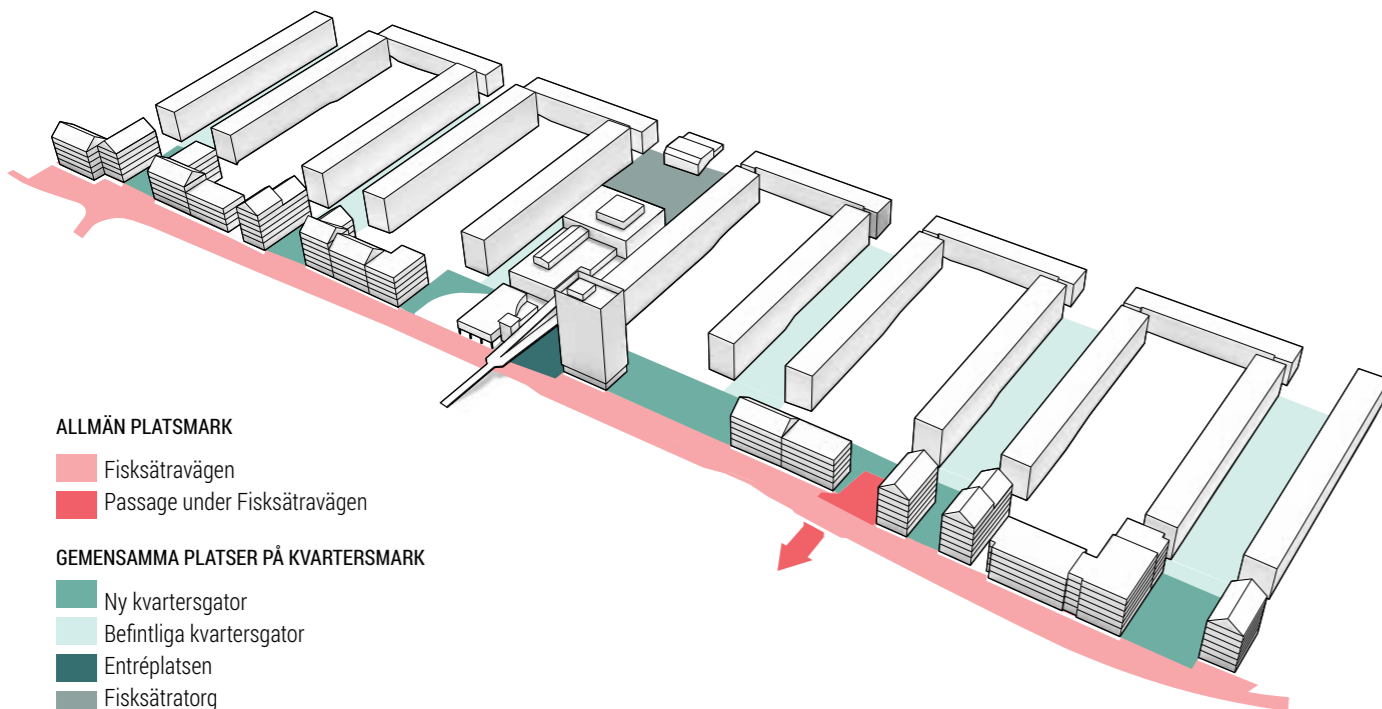 ALLMÄN PLATSMARK
Fisksätravägen
Passage under Fisksätravägen
GEMENSAMMA PLATSER PÅ KVARTERSMARK
Ny kvartersgator
Befintliga kvartersgator
Entréplatsen
Fisksätratorg